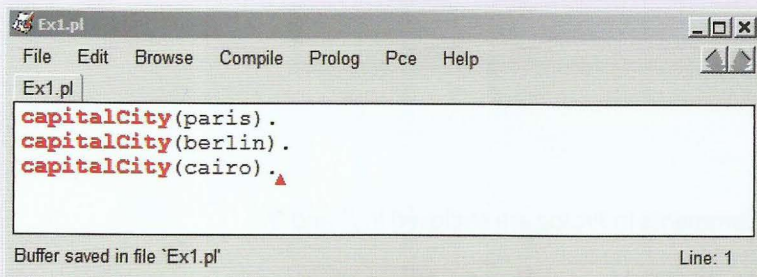 Ex1.pl
File Edit Browse Compile Prolog Pce Help
Ex1.pl
capitalCity(paris).
capitalCity(berlin).
capitalCity(cairo).
Buffer saved in file `Ex1.pl' Line: 1